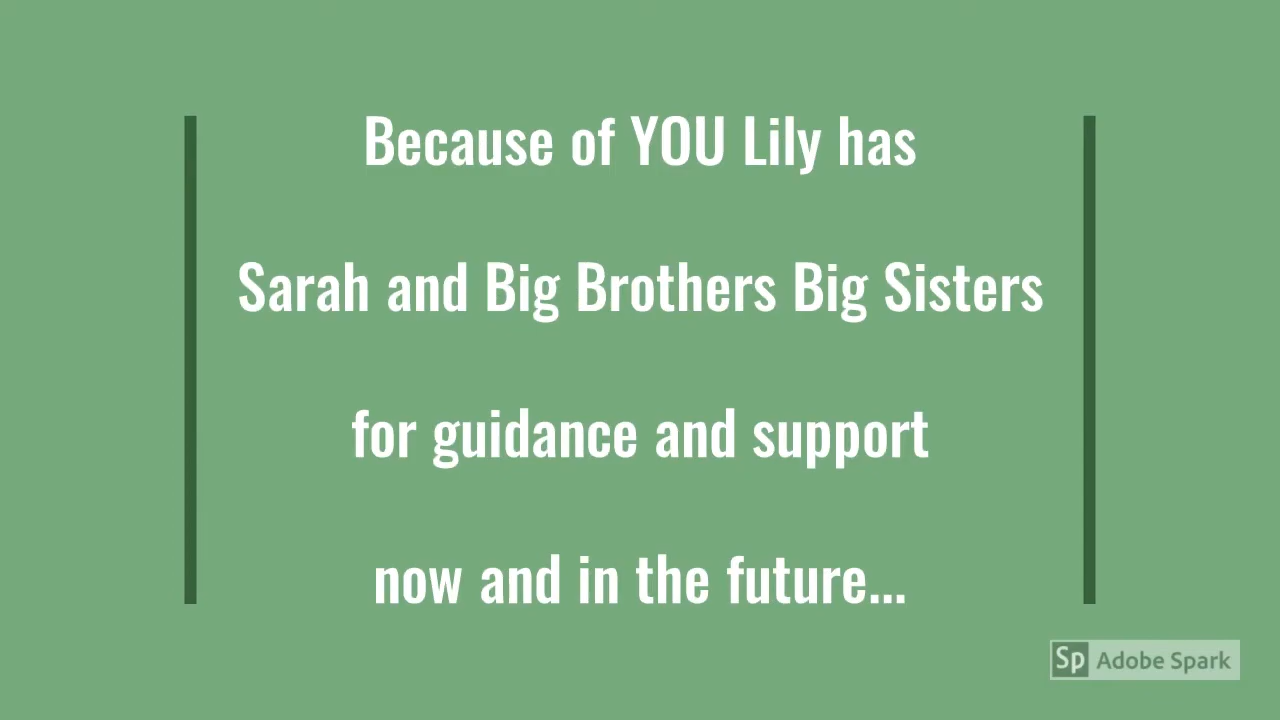 Because of YOU Lily has
Sarah and Big Brothers Big Sisters
for guidance and support
now and in the future...
Sp Adobe Spark